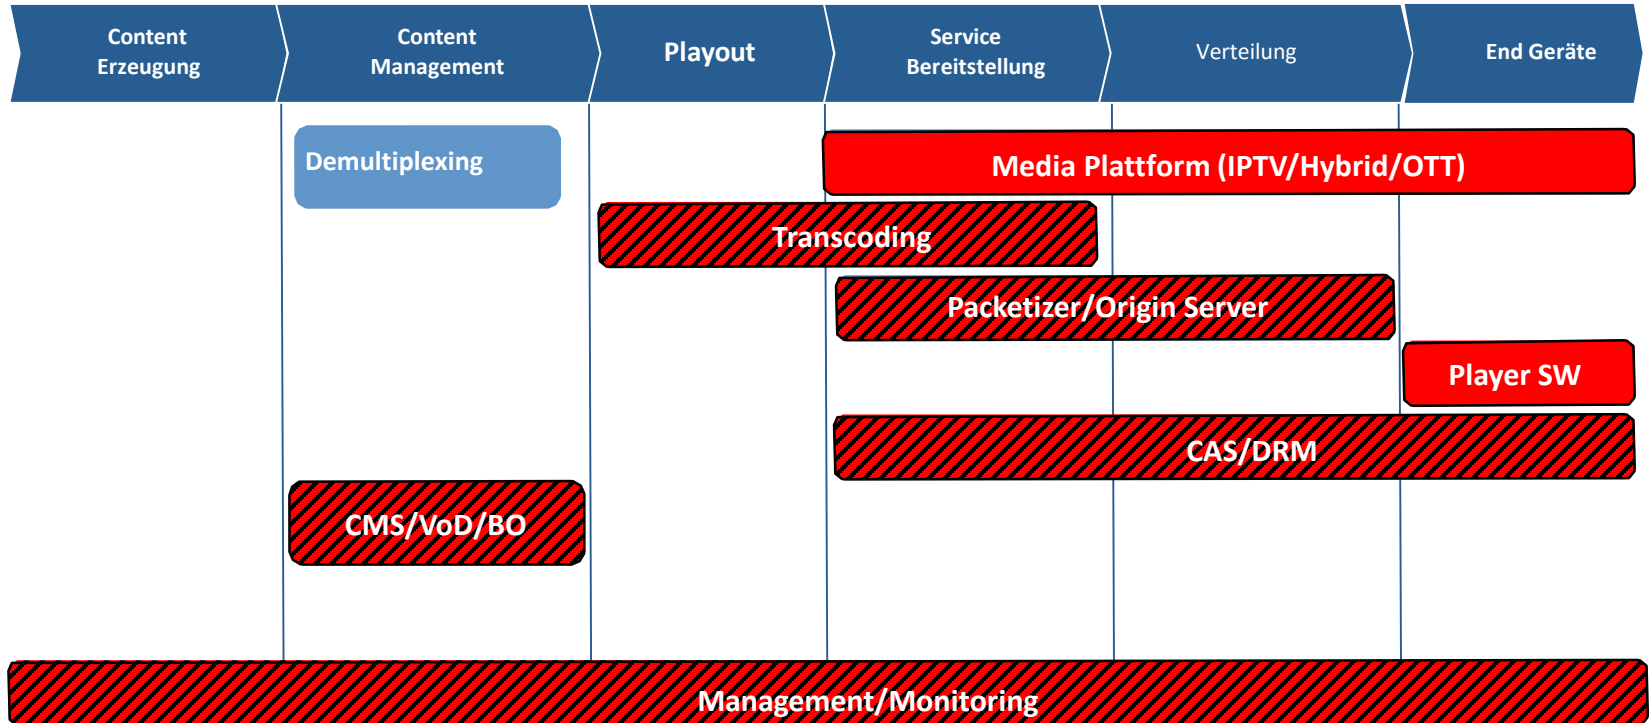 Content
Erzeugung
Content
Management
Playout
Service
Bereitstellung
Verteilung
End Geräte
Demultiplexing
Media Plattform (IPTV/Hybrid/OTT)
Transcoding
Packetizer/Origin Server
Player SW
CAS/DRM
CMS/VoD/BO
Management/Monitoring